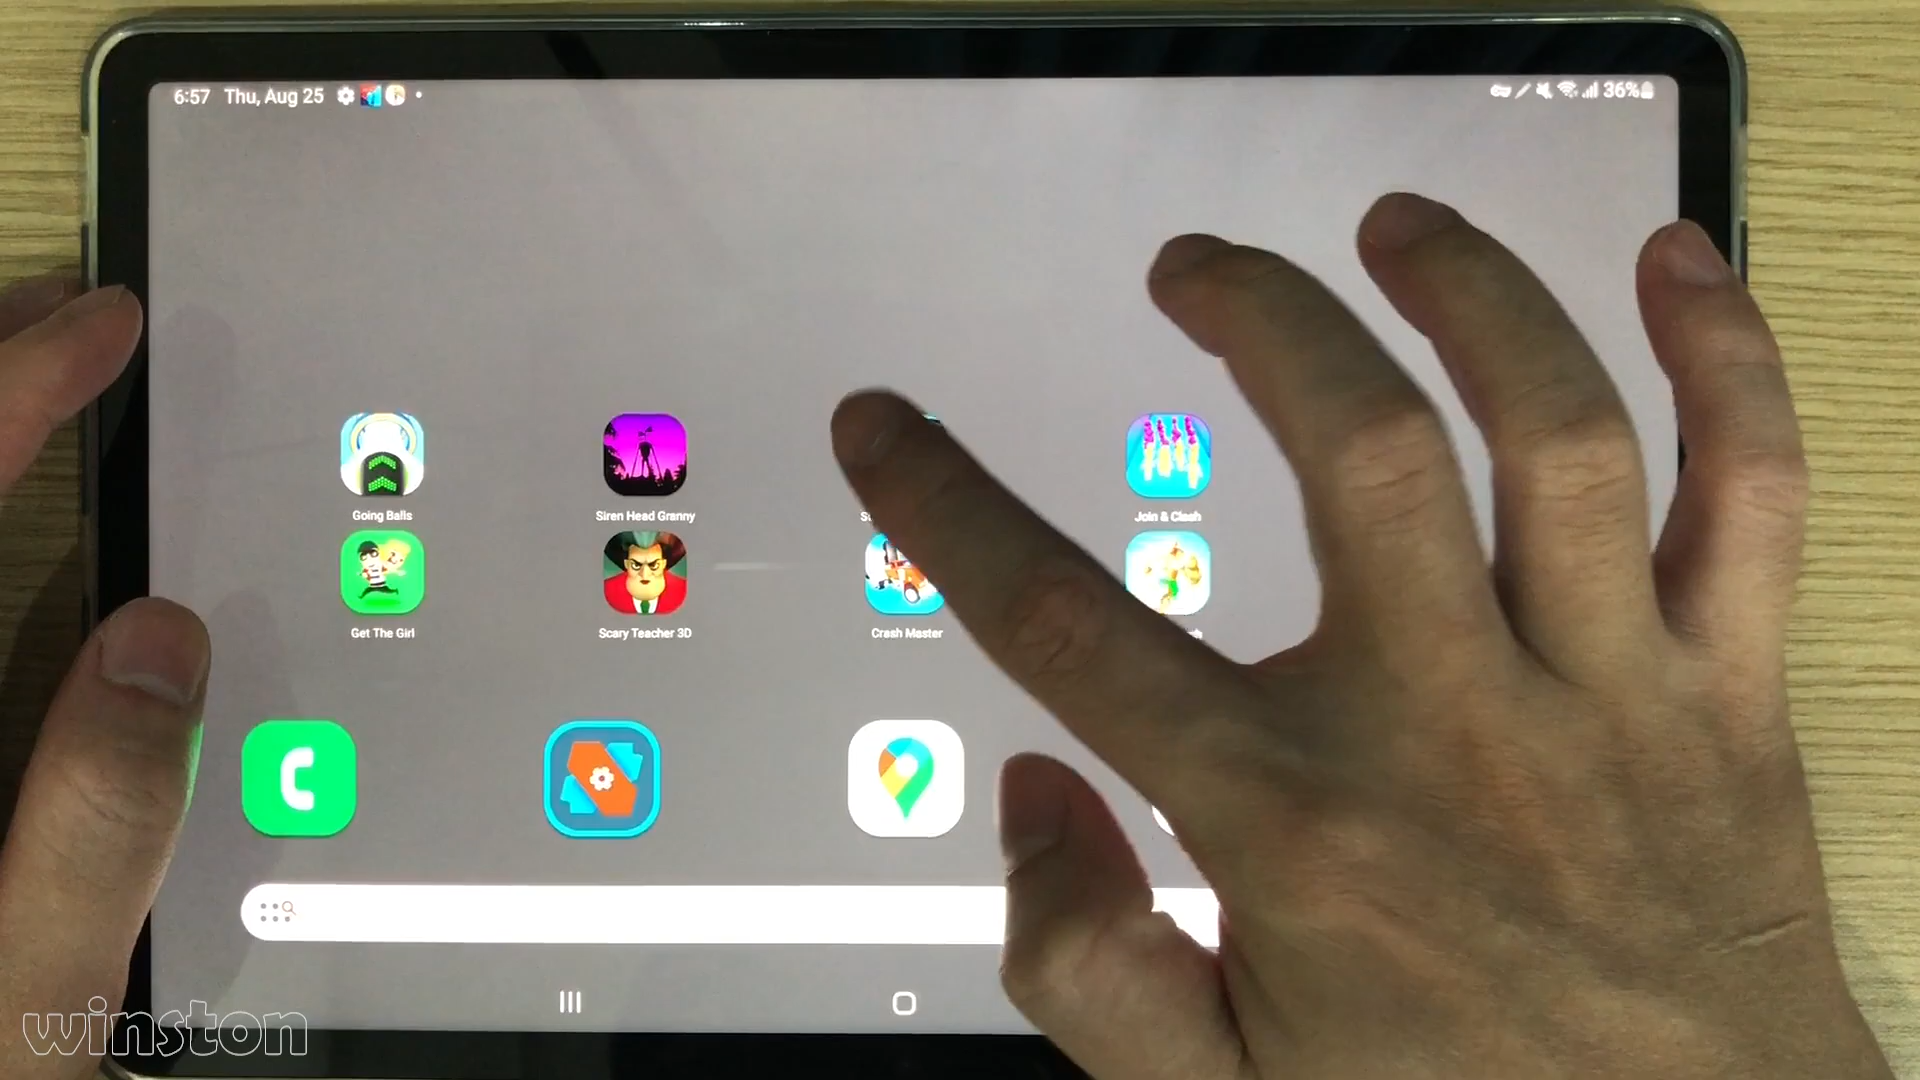 6:57 Thu, Aug 25
36%
Going Balls
Siren Head Granny
Join & Clash
Get The Girl
Scary Teacher 3D
Crash Master
winston